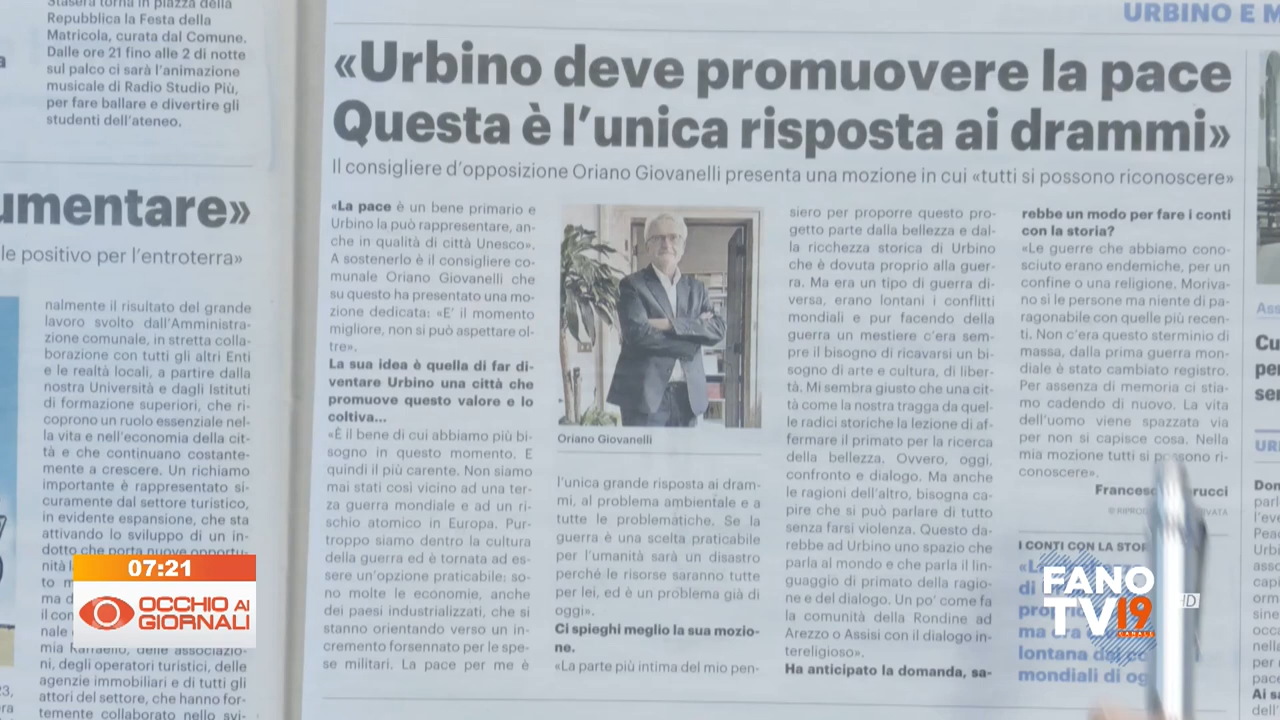 Stasera torna in piazza della
Repubblica la Festa della
Matricola, curata dal Comune.
Dalle ore 21 fino alle 2 di notte
sul palco ci sarà l'animazione
musicale di Radio Studio Più,
per fare ballare e divertire gli
studenti dell'ateneo.
umentare»
le positivo per l'entroterra»
nalmente il risultato del grande
lavoro svolto dall'Amministra-
zione comunale, in stretta colla-
borazione con tutti gli altri Enti
e le realtà locali, a partire dalla
nostra Università e dagli Istituti
di formazione superiori, che ri-
coprono un ruolo essenziale nel-
la vita e nell'economia della cit-
tà e che continuano costante-
mente a crescere. Un richiamo
importante è rappresentato si-
curamente dal settore turistico,
in evidente espansione, che sta
attivando lo sviluppo di un in-
dotto che porta nuove opportu-
nità l
to m
ma d
il con
nale
mia Raffaello, delle associazio-
ni, degli operatori turistici, delle
agenzie immobiliari e di tutti gli
attori del settore, che hanno for-
temente collaborato nello svi-
URBINO E M
«Urbino deve promuovere la pace
Questa è l'unica risposta ai drammi»
Il consigliere d'opposizione Oriano Giovanelli presenta una mozione in cui «tutti si possono riconoscere»
«La pace è un bene primario e
Urbino la può rappresentare, an-
che in qualità di città Unesco».
A sostenerlo è il consigliere co-
munale Oriano Giovanelli che
su questo ha presentato una mo-
zione dedicata: «E' il momento
migliore, non si può aspettare ol-
tre».
La sua idea è quella di far di-
ventare Urbino una città che
promuove questo valore e lo
coltiva...
«È il bene di cui abbiamo più bi-
sogno in questo momento. E
quindi il più carente. Non siamo
mai stati così vicino ad una ter-
za guerra mondiale e ad un ri-
schio atomico in Europa. Pur-
troppo siamo dentro la cultura
della guerra ed è tornata ad es-
sere un'opzione praticabile: so-
no molte le economie, anche
dei paesi industrializzati, che si
stanno orientando verso un in-
cremento forsennato per le spe-
se militari. La pace per me è
Oriano Giovanelli
l'unica grande risposta ai dram-
mi, al problema ambientale e a
tutte le problematiche. Se la
guerra è una scelta praticabile
per l'umanità sarà un disastro
perché le risorse saranno tutte
per lei, ed è un problema già di
oggi».
Ci spieghi meglio la sua mozio-
ne.
«La parte più intima del mio pen-
siero per proporre questo pro-
getto parte dalla bellezza e dal-
la ricchezza storica di Urbino
che è dovuta proprio alla guer-
ra. Ma era un tipo di guerra di-
versa, erano lontani i conflitti
mondiali e pur facendo della
guerra un mestiere c'era sem-
pre il bisogno di ricavarsi un bi-
sogno di arte e cultura, di liber-
tà. Mi sembra giusto che una cit-
tà come la nostra tragga da quel-
le radici storiche la lezione di af-
fermare il primato per la ricerca
della bellezza. Ovvero, oggi,
confronto e dialogo. Ma anche
le ragioni dell'altro, bisogna ca-
pire che si può parlare di tutto
senza farsi violenza. Questo da-
rebbe ad Urbino uno spazio che
parla al mondo e che parla il lin-
guaggio di primato della ragio-
ne e del dialogo. Un po' come fa
la comunità della Rondine ad
Arezzo o Assisi con il dialogo in-
tereligioso».
Ha anticipato la domanda, sa-
rebbe un modo per fare i conti
con la storia?
«Le guerre che abbiamo cono-
sciuto erano endemiche, per un
confine o una religione. Moriva-
no sì le persone ma niente di pa-
ragonabile con quelle più recen-
ti. Non c'era questo sterminio di
massa, dalla prima guerra mon-
diale è stato cambiato registro.
Per assenza di memoria ci stia-
mo cadendo di nuovo. La vita
dell'uomo viene spazzata via
per non si capisce cosa. Nella
mia mozione tutti si possono ri-
conoscere».
I CONTI CON LA STOR
«L
di
propri
ma era
lontana dai co
mondiali di og
Ass
Cu
per
ser
UR
Don
07:21
OCCHIO AI
GIORNALI
FANO
TV19
CANALE
HD